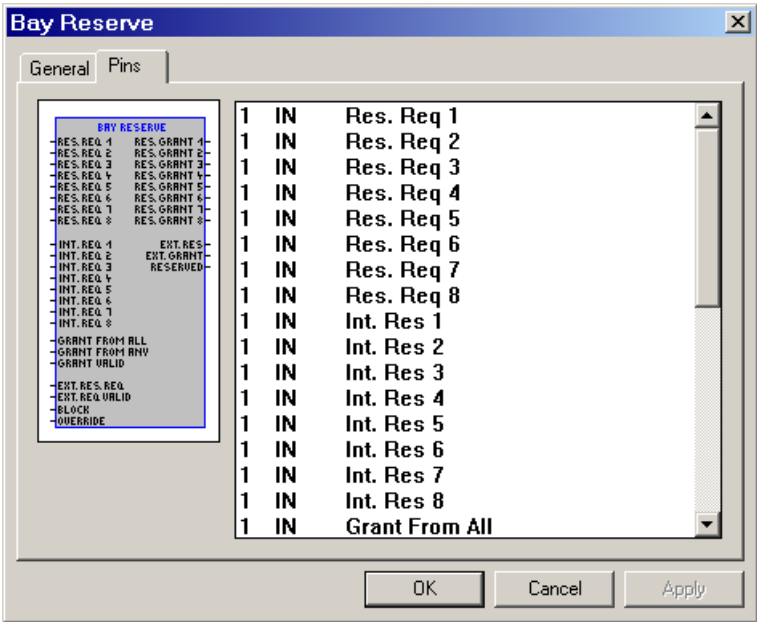 Bay Reserve
General Pins
BAY RESERVE
RES. REQ 1 RES. GRANT 1
RES. REQ 2 RES. GRANT 2
RES. REQ 3 RES. GRANT 3
RES. REQ 4 RES. GRANT 4
RES. REQ 5 RES. GRANT 5
RES. REQ 6 RES. GRANT 6
RES. REQ 7 RES. GRANT 7
RES. REQ 8 RES. GRANT 8
INT. REQ 1 EXT. RES
INT. REQ 2 EXT. GRANT
INT. REQ 3 RESERVED
INT. REQ 4
INT. REQ 5
INT. REQ 6
INT. REQ 7
INT. REQ 8
GRANT FROM ALL
GRANT FROM ANY
GRANT VALID
EXT. RES. REQ
EXT. REQ VALID
BLOCK
OVERRIDE
1 IN Res. Req 1
1 IN Res. Req 2
1 IN Res. Req 3
1 IN Res. Req 4
1 IN Res. Req 5
1 IN Res. Req 6
1 IN Res. Req 7
1 IN Res. Req 8
1 IN Int. Res 1
1 IN Int. Res 2
1 IN Int. Res 3
1 IN Int. Res 4
1 IN Int. Res 5
1 IN Int. Res 6
1 IN Int. Res 7
1 IN Int. Res 8
1 IN Grant From All
OK Cancel Apply